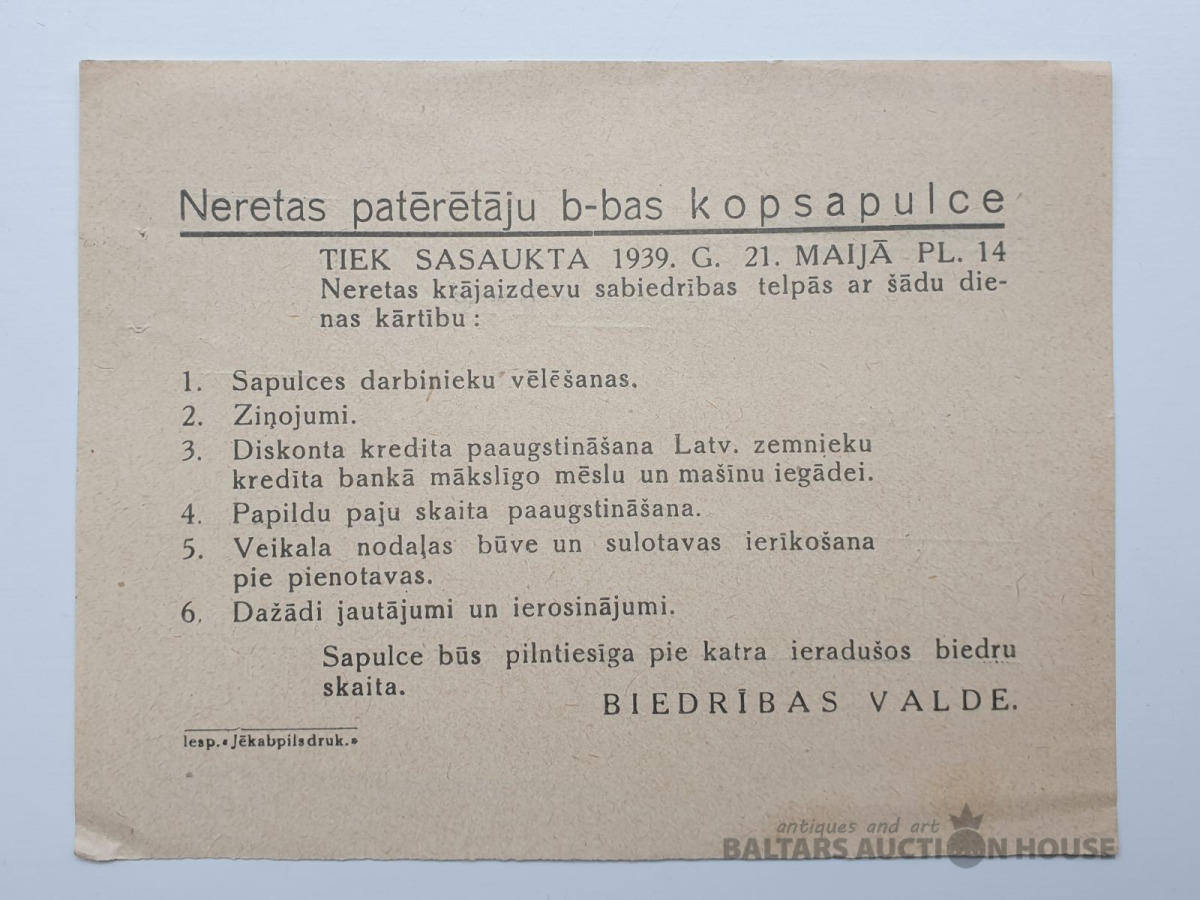 Neretas patērētāju b-bas kopsapulce
TIEK SASAUKTA 1939. G. 21. MAIJĀ PL. 14
Neretas krājaizdevu sabiedrības telpās ar šādu die-
nas kārtību :
1. Sapulces darbinieku vēlēšanas.
2. Ziņojumi.
3. Diskonta kredita paaugstināšana Latv. zemnieku
kredīta bankā mākslīgo mēslu un mašīnu iegādei.
4. Papildu paju skaita paaugstināšana.
5. Veikala nodaļas būve un sulotavas ierīkošana
pie pienotavas.
6. Dažādi jautājumi un ierosinājumi.
Sapulce būs pilntiesīga pie katra ieradušos biedru
skaita.
BIEDRĪBAS VALDE.
Iesp. «Jēkabpils druk.»
antiques and art
BALTARS AUCTION HOUSE